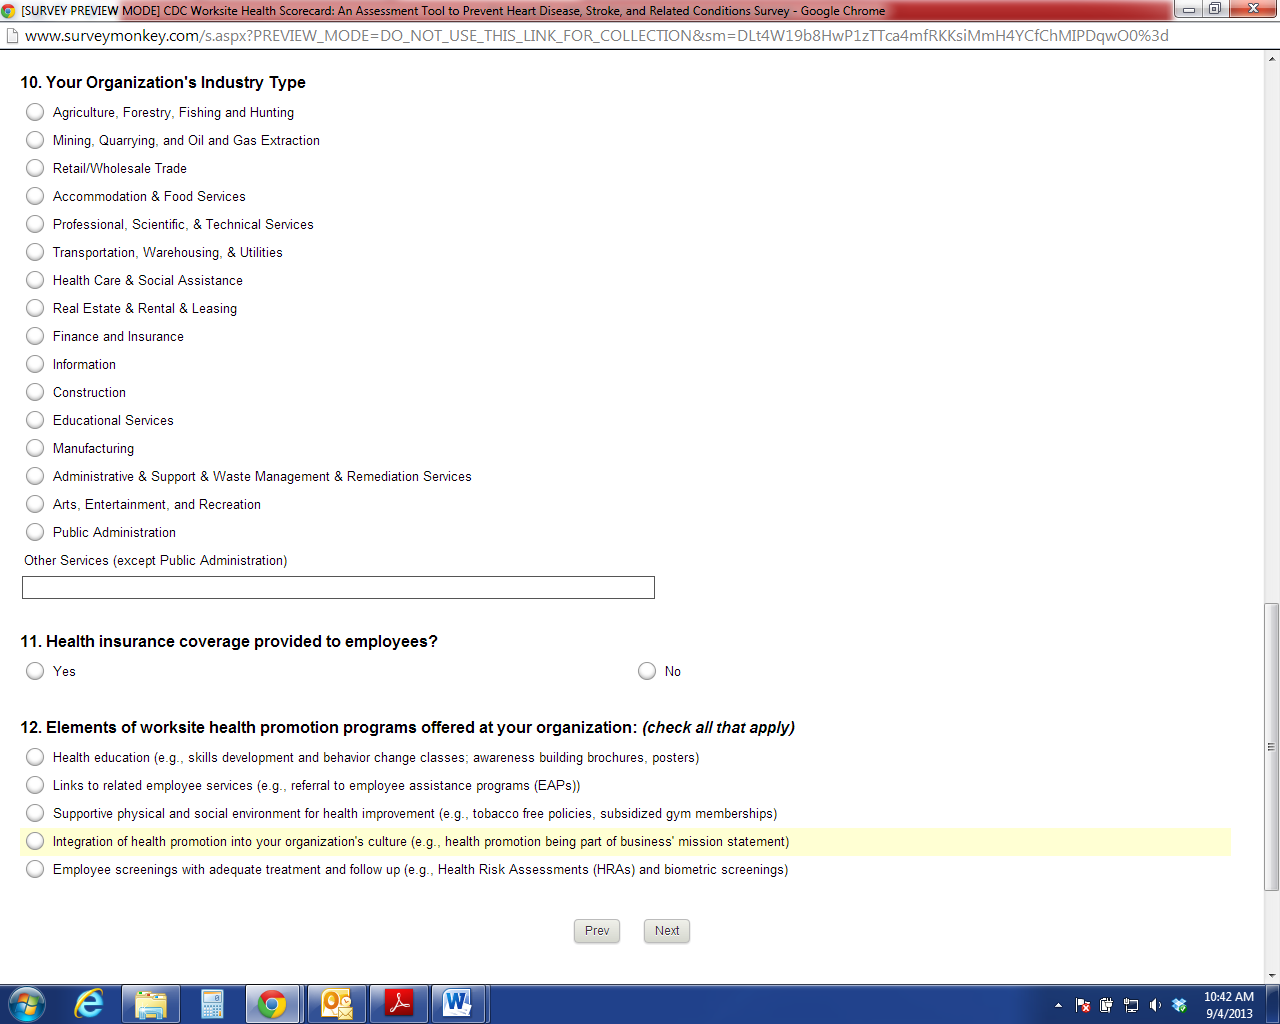 [SURVEY PREVIEW MODE] CDC Worksite Health Scorecard: An Assessment Tool to Prevent Heart Disease, Stroke, and Related Conditions Survey - Google Chrome
www.surveymonkey.com/s.aspx?PREVIEW_MODE=DO_NOT_USE_THIS_LINK_FOR_COLLECTION&sm=DLt4W19b8HwP1zTTca4mfRKKsiMmH4YCfChMIPDqwO0%3d
10. Your Organization's Industry Type
Agriculture, Forestry, Fishing and Hunting
Mining, Quarrying, and Oil and Gas Extraction
Retail/Wholesale Trade
Accommodation & Food Services
Professional, Scientific, & Technical Services
Transportation, Warehousing, & Utilities
Health Care & Social Assistance
Real Estate & Rental & Leasing
Finance and Insurance
Information
Construction
Educational Services
Manufacturing
Administrative & Support & Waste Management & Remediation Services
Arts, Entertainment, and Recreation
Public Administration
Other Services (except Public Administration)
11. Health insurance coverage provided to employees?
Yes No
12. Elements of worksite health promotion programs offered at your organization: (check all that apply)
Health education (e.g., skills development and behavior change classes; awareness building brochures, posters)
Links to related employee services (e.g., referral to employee assistance programs (EAPs))
Supportive physical and social environment for health improvement (e.g., tobacco free policies, subsidized gym memberships)
Integration of health promotion into your organization's culture (e.g., health promotion being part of business' mission statement)
Employee screenings with adequate treatment and follow up (e.g., Health Risk Assessments (HRAs) and biometric screenings)
Prev Next
10:42 AM
9/4/2013